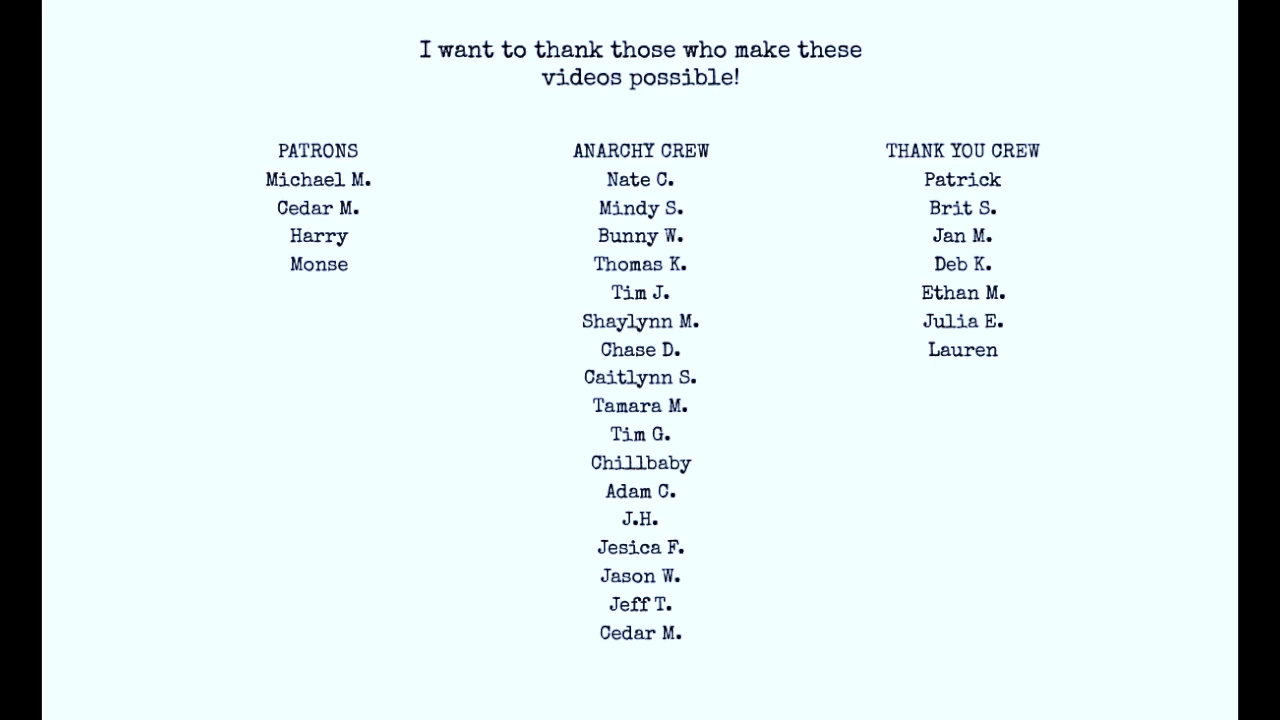 I want to thank those who make these
videos possible!
PATRONS
Michael M.
Cedar M.
Harry
Monse
ANARCHY CREW
Nate C.
Mindy S.
Bunny W.
Thomas K.
Tim J.
Shaylynn M.
Chase D.
Caitlynn S.
Tamara M.
Tim G.
Chillbaby
Adam C.
J.H.
Jesica F.
Jason W.
Jeff T.
Cedar M.
THANK YOU CREW
Patrick
Brit S.
Jan M.
Deb K.
Ethan M.
Julia E.
Lauren